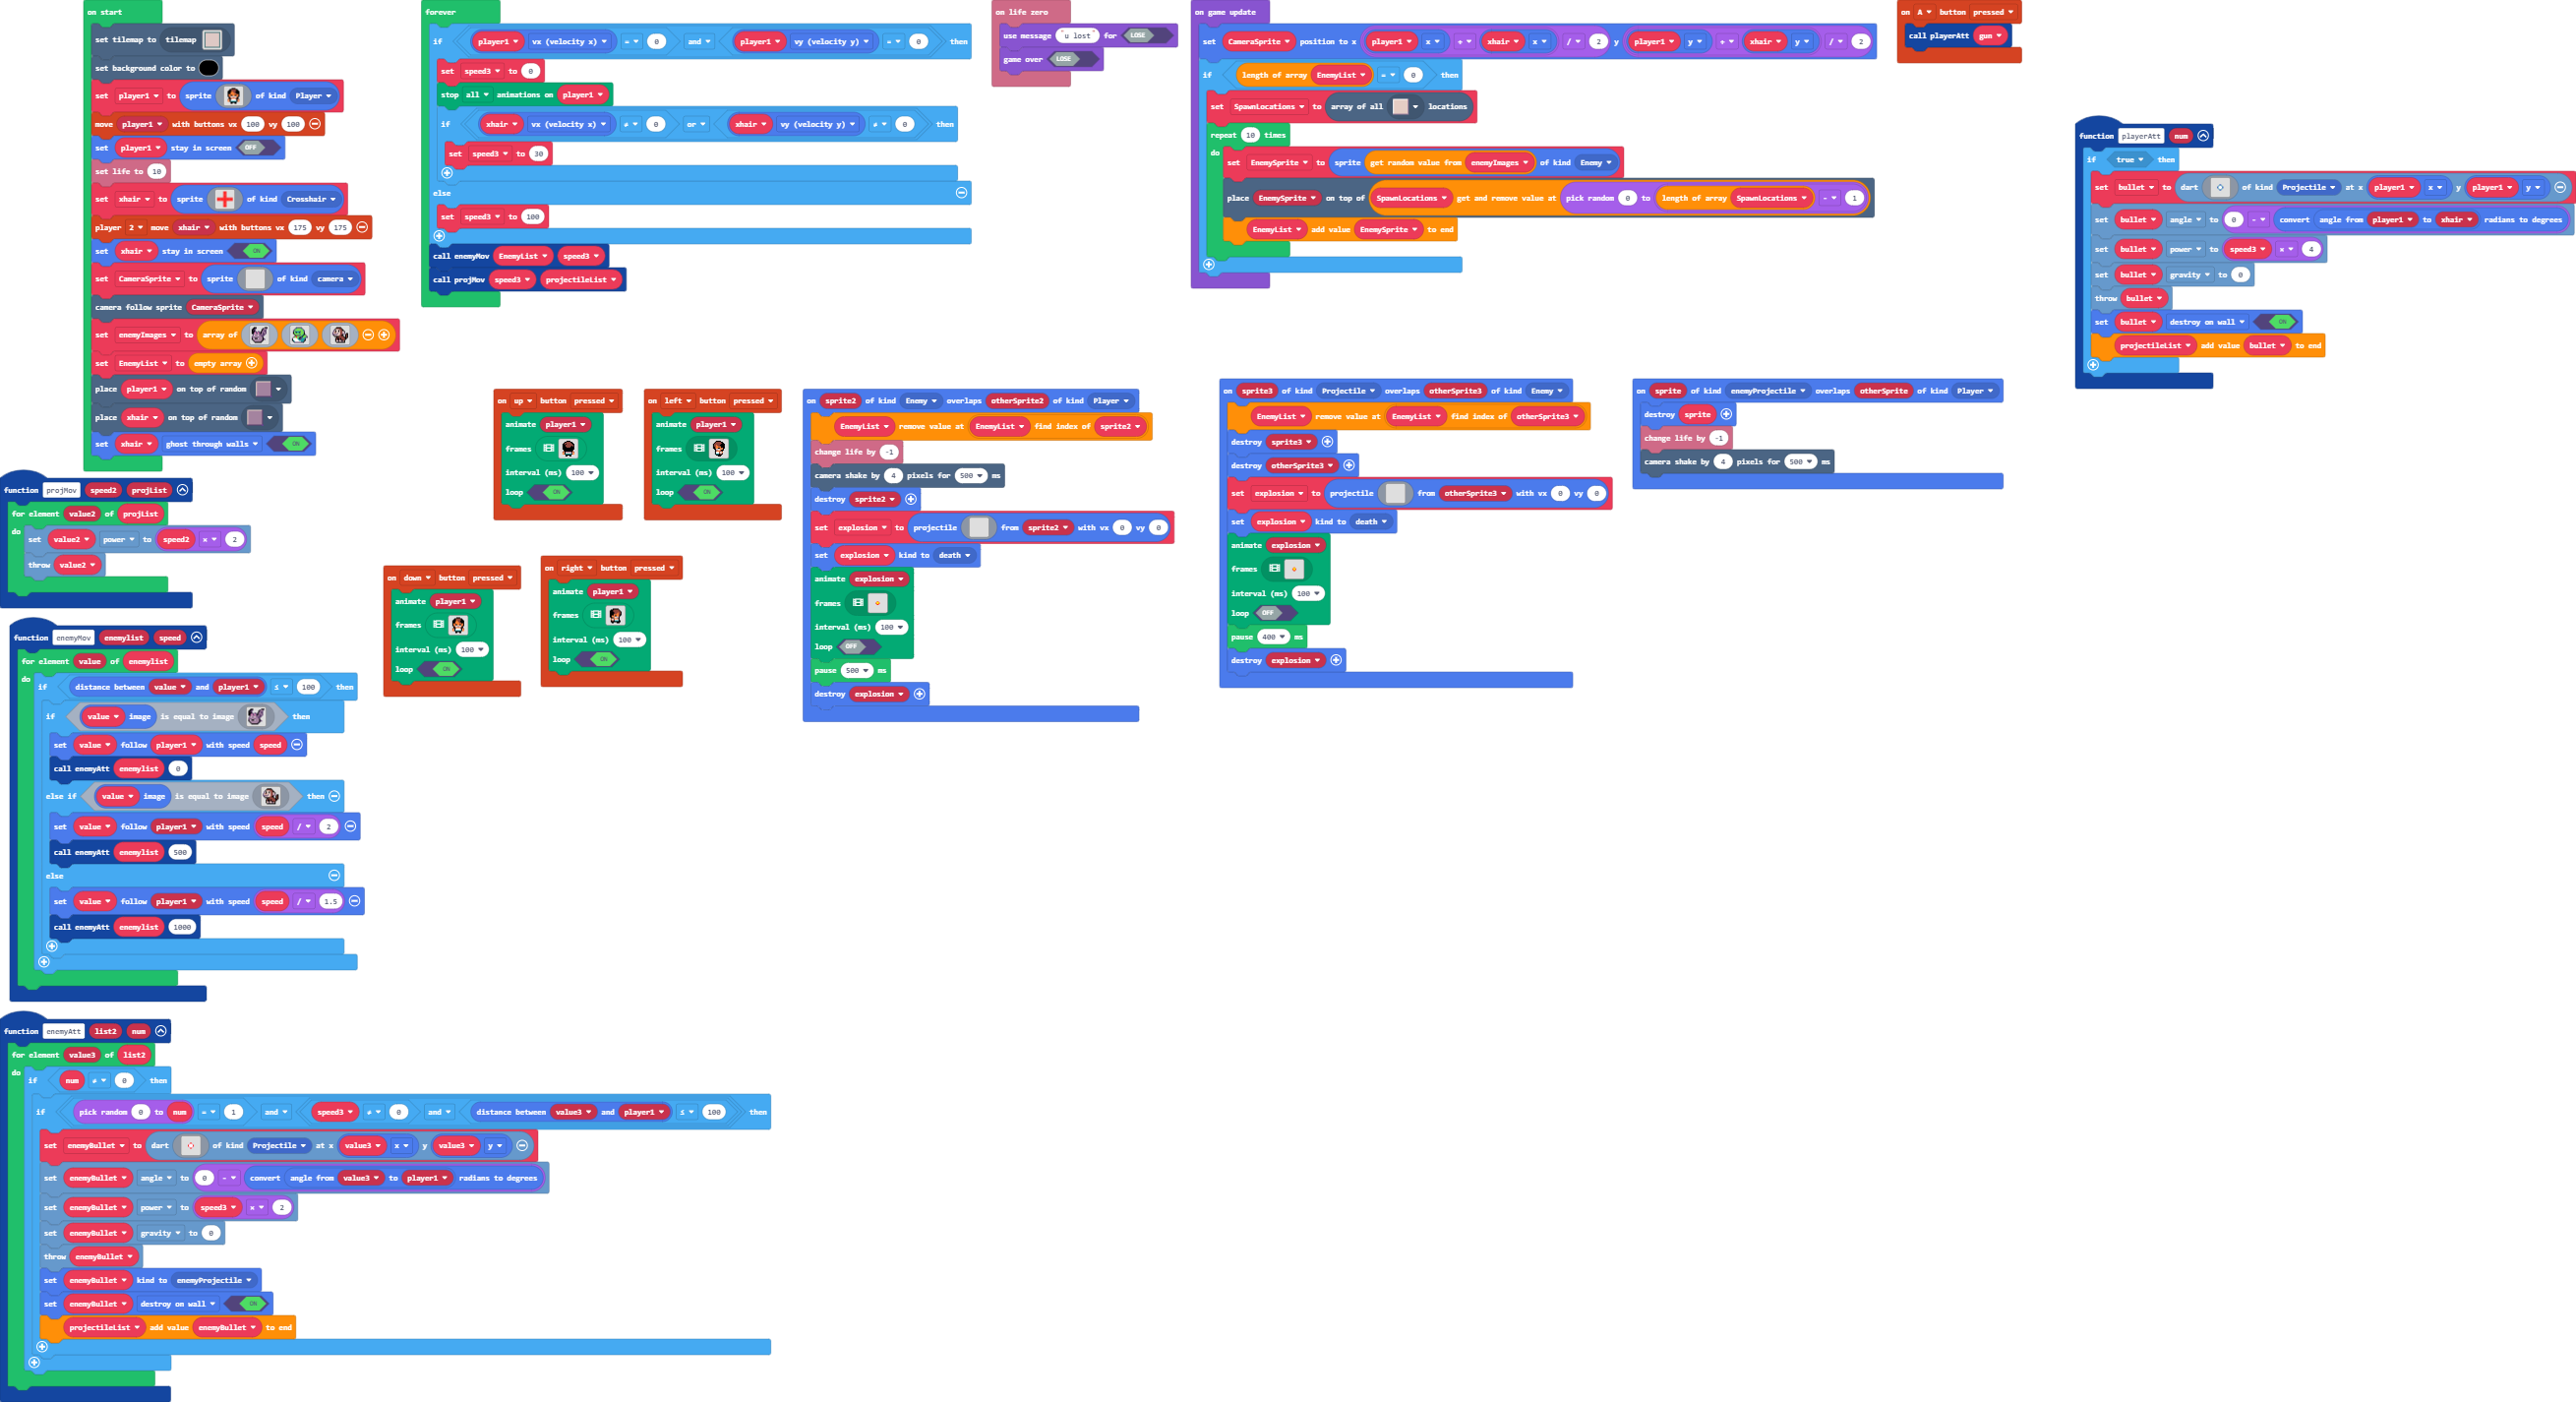 on start
set tilemap to tilemap
set background color to
set player1 to sprite of kind Player
move player1 with buttons vx 100 vy 100
set player1 stay in screen OFF
set life to 10
set xhair to sprite of kind Crosshair
player 2 move xhair with buttons vx 175 vy 175
set xhair stay in screen ON
set CameraSprite to sprite of kind camera
camera follow sprite CameraSprite
set enemyImages to array of
set EnemyList to empty array
place player1 on top of random
place xhair on top of random
set xhair ghost through walls ON
function projMov speed2 projList
for element value2 of projList
do set value2 power to speed2 × 2
throw value2
function enemyMov enemylist speed
for element value of enemylist
do if distance between value and player1 ≤ 100 then
if value image is equal to image then
set value follow player1 with speed speed
call enemyAtt enemylist 0
else if value image is equal to image then
set value follow player1 with speed speed / 2
call enemyAtt enemylist 500
else
set value follow player1 with speed speed / 1.5
call enemyAtt enemylist 1000
function enemyAtt list2 num
for element value3 of list2
do if num ≠ 0 then
if pick random 0 to num = 1 and speed3 ≠ 0 and distance between value3 and player1 ≤ 100 then
set enemyBullet to dart of kind Projectile at x value3 x y value3 y
set enemyBullet angle to 0 - convert angle from value3 to player1 radians to degrees
set enemyBullet power to speed3 × 2
set enemyBullet gravity to 0
throw enemyBullet
set enemyBullet kind to enemyProjectile
set enemyBullet destroy on wall ON
projectileList add value enemyBullet to end
forever
if player1 vx (velocity x) = 0 and player1 vy (velocity y) = 0 then
set speed3 to 0
stop all animations on player1
if xhair vx (velocity x) ≠ 0 or xhair vy (velocity y) ≠ 0 then
set speed3 to 30
else
set speed3 to 100
call enemyMov EnemyList speed3
call projMov speed3 projectileList
on up button pressed
animate player1
frames
interval (ms) 100
loop ON
on left button pressed
animate player1
frames
interval (ms) 100
loop ON
on down button pressed
animate player1
frames
interval (ms) 100
loop ON
on right button pressed
animate player1
frames
interval (ms) 100
loop ON
on life zero
use message "u lost" for LOSE
game over LOSE
on sprite2 of kind Enemy overlaps otherSprite2 of kind Player
EnemyList remove value at EnemyList find index of sprite2
change life by -1
camera shake by 4 pixels for 500 ms
destroy sprite2
set explosion to projectile from sprite2 with vx 0 vy 0
set explosion kind to death
animate explosion
frames
interval (ms) 100
loop OFF
pause 500 ms
destroy explosion
on game update
set CameraSprite position to x player1 x + xhair x / 2 y player1 y + xhair y / 2
if length of array EnemyList = 0 then
set SpawnLocations to array of all locations
repeat 10 times
do set EnemySprite to sprite get random value from enemyImages of kind Enemy
place EnemySprite on top of SpawnLocations get and remove value at pick random 0 to length of array SpawnLocations - 1
EnemyList add value EnemySprite to end
on sprite3 of kind Projectile overlaps otherSprite3 of kind Enemy
EnemyList remove value at EnemyList find index of otherSprite3
destroy sprite3
destroy otherSprite3
set explosion to projectile from otherSprite3 with vx 0 vy 0
set explosion kind to death
animate explosion
frames
interval (ms) 100
loop OFF
pause 400 ms
destroy explosion
on sprite of kind enemyProjectile overlaps otherSprite of kind Player
destroy sprite
change life by -1
camera shake by 4 pixels for 500 ms
on A button pressed
call playerAtt gun
function playerAtt num
if true then
set bullet to dart of kind Projectile at x player1 x y player1 y
set bullet angle to 0 - convert angle from player1 to xhair radians to degrees
set bullet power to speed3 × 4
set bullet gravity to 0
throw bullet
set bullet destroy on wall ON
projectileList add value bullet to end